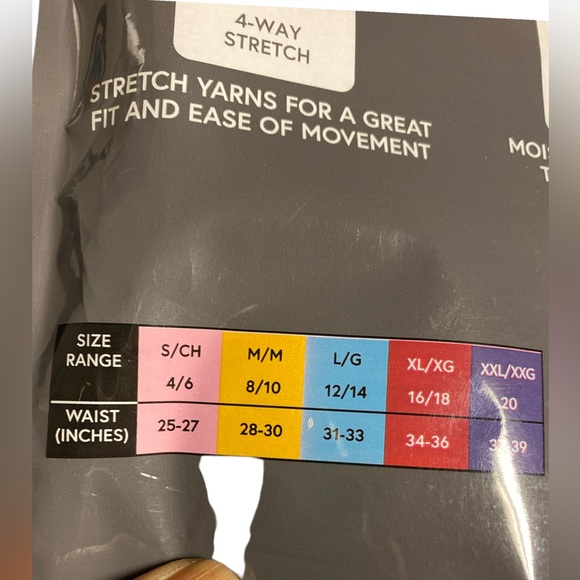 4-WAY
STRETCH
STRETCH YARNS FOR A GREAT
FIT AND EASE OF MOVEMENT
SIZE RANGE S/CH 4/6 M/M 8/10 L/G 12/14 XL/XG 16/18 XXL/XXG 20
WAIST (INCHES) 25-27 28-30 31-33 34-36